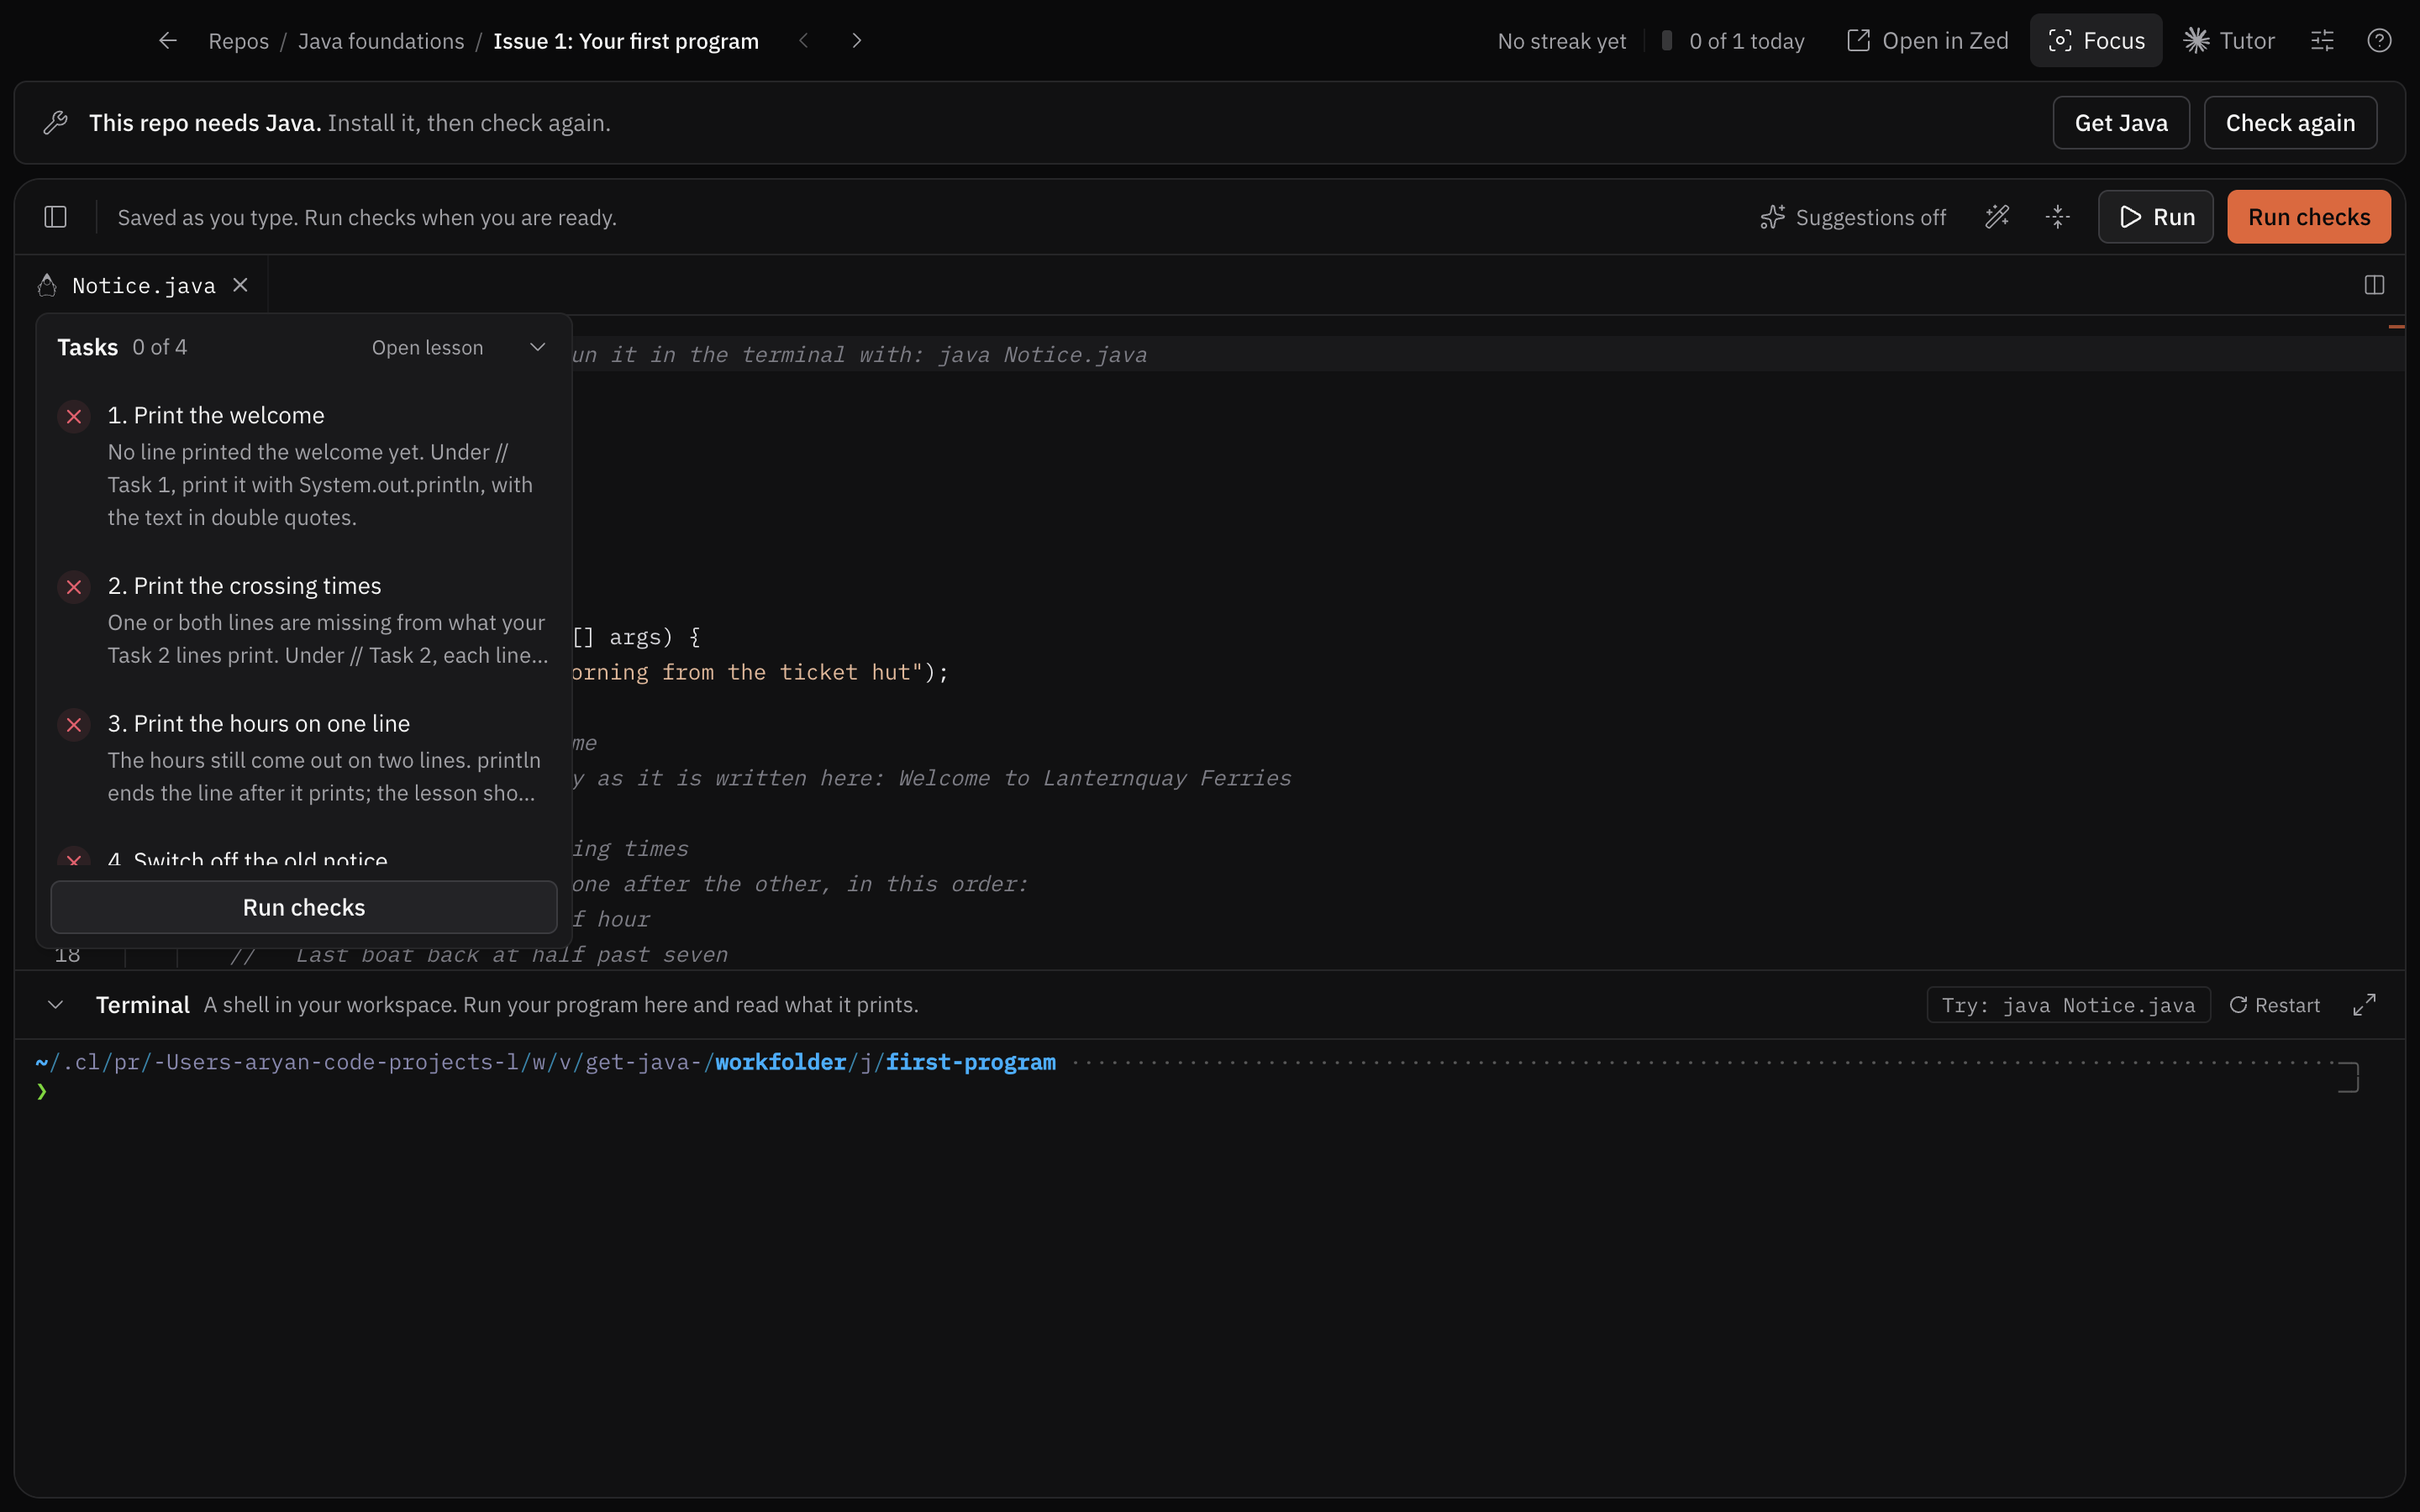 Repos / Java foundations / Issue 1: Your first program
No streak yet
0 of 1 today
Open in Zed
Focus
Tutor
This repo needs Java. Install it, then check again.
Get Java
Check again
Saved as you type. Run checks when you are ready.
Suggestions off
Run
Run checks
Notice.java
Tasks 0 of 4
Open lesson
1. Print the welcome
No line printed the welcome yet. Under //
Task 1, print it with System.out.println, with
the text in double quotes.
2. Print the crossing times
One or both lines are missing from what your
Task 2 lines print. Under // Task 2, each line...
3. Print the hours on one line
The hours still come out on two lines. println
ends the line after it prints; the lesson sho...
4. Switch off the old notice
Run checks
un it in the terminal with: java Notice.java
[] args) {
orning from the ticket hut");
me
y as it is written here: Welcome to Lanternquay Ferries
ing times
one after the other, in this order:
f hour
18 // Last boat back at half past seven
Terminal A shell in your workspace. Run your program here and read what it prints.
Try: java Notice.java
Restart
~/.cl/pr/-Users-aryan-code-projects-l/w/v/get-java-/workfolder/j/first-program
❯